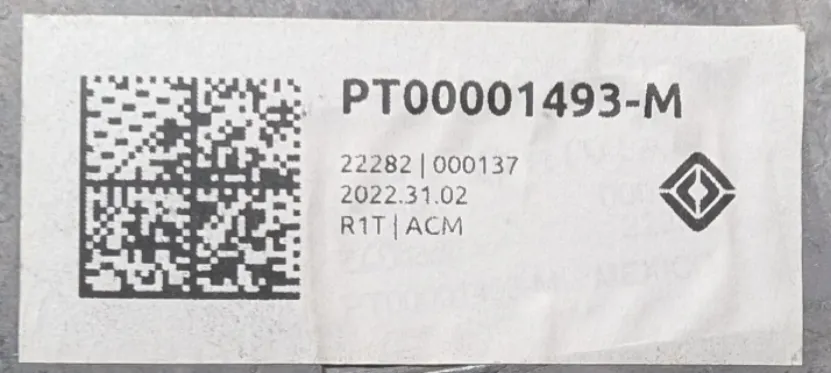 PT00001493-M
22282 | 000137
2022.31.02
R1T | ACM